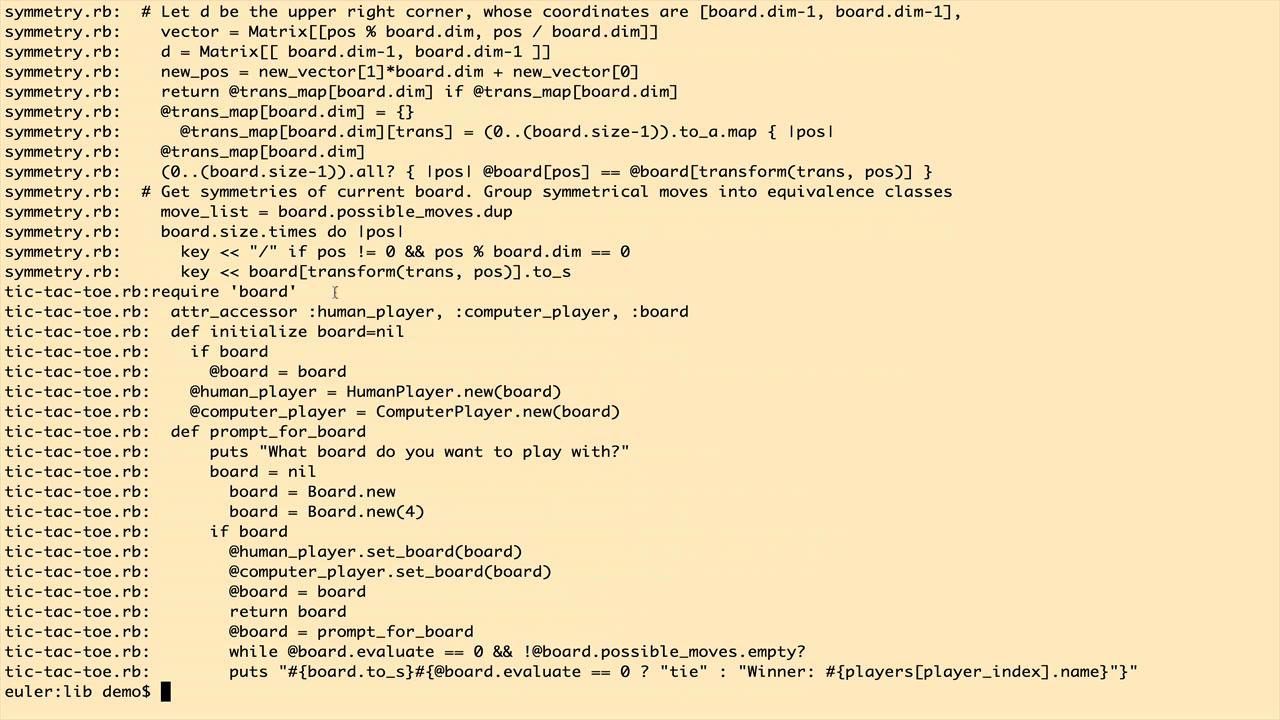 symmetry.rb:  # Let d be the upper right corner, whose coordinates are [board.dim-1, board.dim-1],
symmetry.rb:    vector = Matrix[[pos % board.dim, pos / board.dim]]
symmetry.rb:    d = Matrix[[ board.dim-1, board.dim-1 ]]
symmetry.rb:    new_pos = new_vector[1]*board.dim + new_vector[0]
symmetry.rb:    return @trans_map[board.dim] if @trans_map[board.dim]
symmetry.rb:    @trans_map[board.dim] = {}
symmetry.rb:      @trans_map[board.dim][trans] = (0..(board.size-1)).to_a.map { |pos|
symmetry.rb:    @trans_map[board.dim]
symmetry.rb:    (0..(board.size-1)).all? { |pos| @board[pos] == @board[transform(trans, pos)] }
symmetry.rb:  # Get symmetries of current board. Group symmetrical moves into equivalence classes
symmetry.rb:    move_list = board.possible_moves.dup
symmetry.rb:    board.size.times do |pos|
symmetry.rb:      key << "/" if pos != 0 && pos % board.dim == 0
symmetry.rb:      key << board[transform(trans, pos)].to_s
tic-tac-toe.rb:require 'board'
tic-tac-toe.rb:  attr_accessor :human_player, :computer_player, :board
tic-tac-toe.rb:  def initialize board=nil
tic-tac-toe.rb:    if board
tic-tac-toe.rb:      @board = board
tic-tac-toe.rb:    @human_player = HumanPlayer.new(board)
tic-tac-toe.rb:    @computer_player = ComputerPlayer.new(board)
tic-tac-toe.rb:  def prompt_for_board
tic-tac-toe.rb:      puts "What board do you want to play with?"
tic-tac-toe.rb:      board = nil
tic-tac-toe.rb:        board = Board.new
tic-tac-toe.rb:        board = Board.new(4)
tic-tac-toe.rb:      if board
tic-tac-toe.rb:        @human_player.set_board(board)
tic-tac-toe.rb:        @computer_player.set_board(board)
tic-tac-toe.rb:        @board = board
tic-tac-toe.rb:        return board
tic-tac-toe.rb:        @board = prompt_for_board
tic-tac-toe.rb:        while @board.evaluate == 0 && !@board.possible_moves.empty?
tic-tac-toe.rb:        puts "#{board.to_s}#{@board.evaluate == 0 ? "tie" : "Winner: #{players[player_index].name}"}"
euler:lib demo$